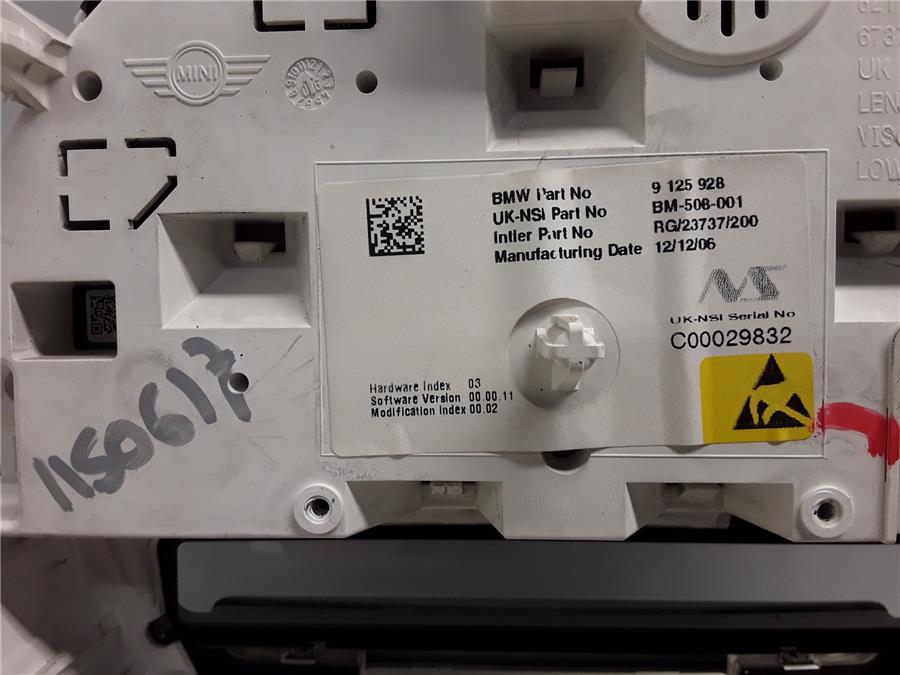 MINI
UK
BMW Part No 9 125 928
UK-NSI Part No BM-506-001
Intier Part No RG/23737/200
Manufacturing Date 12/12/06
NS
UK-NSI Serial No
C00029832
Hardware Index 03
Software Version 00.00.11
Modification Index 00.02
1150617